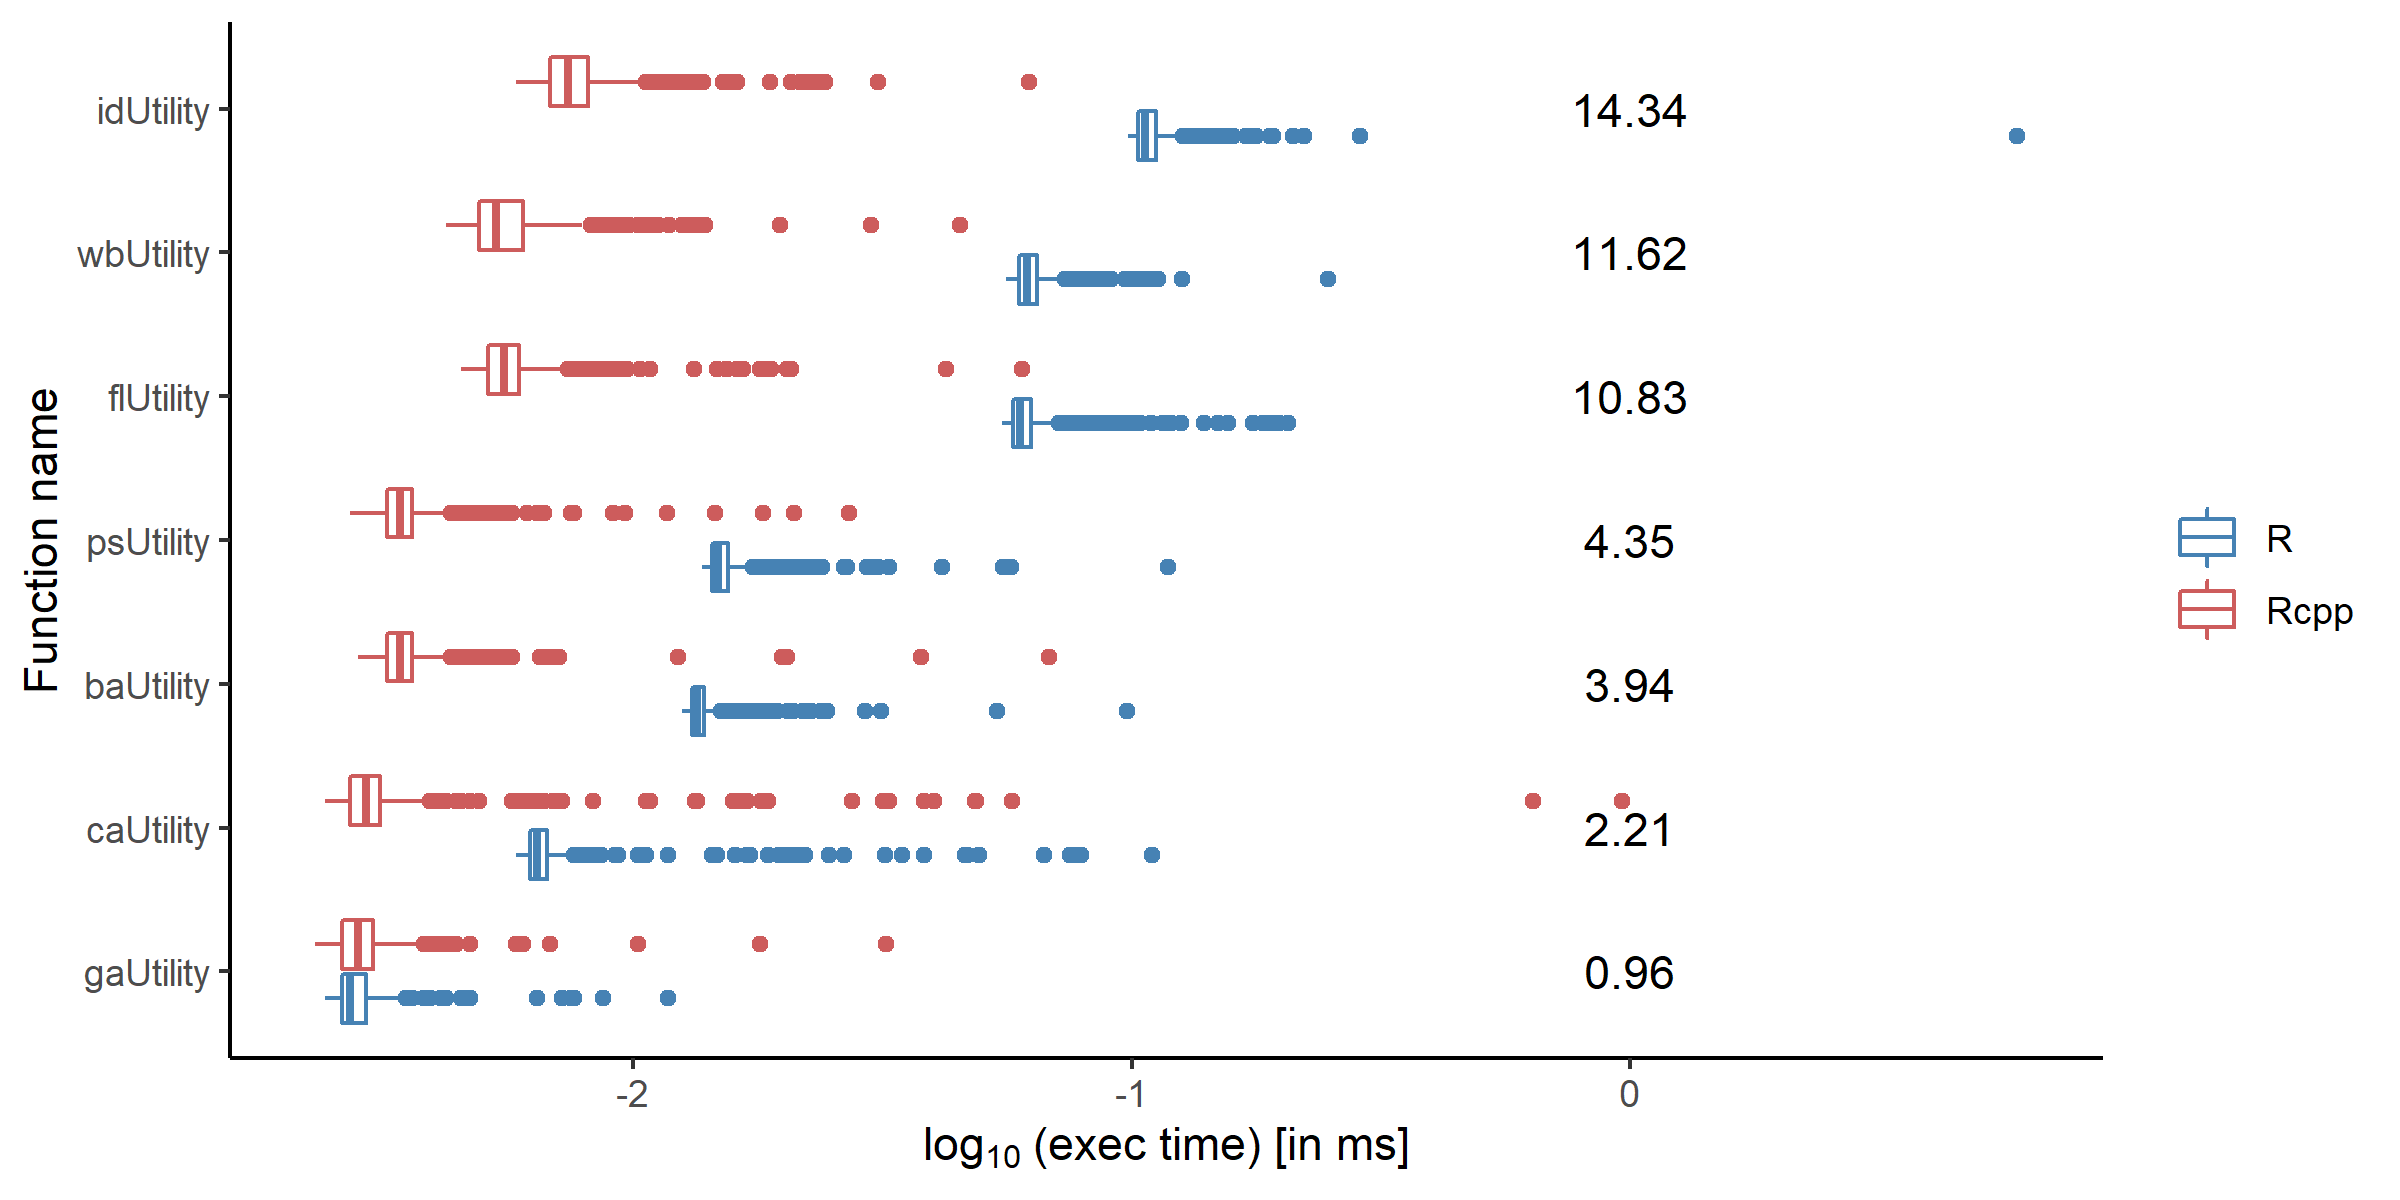 Function name
idUtility
14.34
wbUtility
11.62
flUtility
10.83
psUtility
4.35
baUtility
3.94
caUtility
2.21
gaUtility
0.96
R
Rcpp
-2 -1 0
log10 (exec time) [in ms]